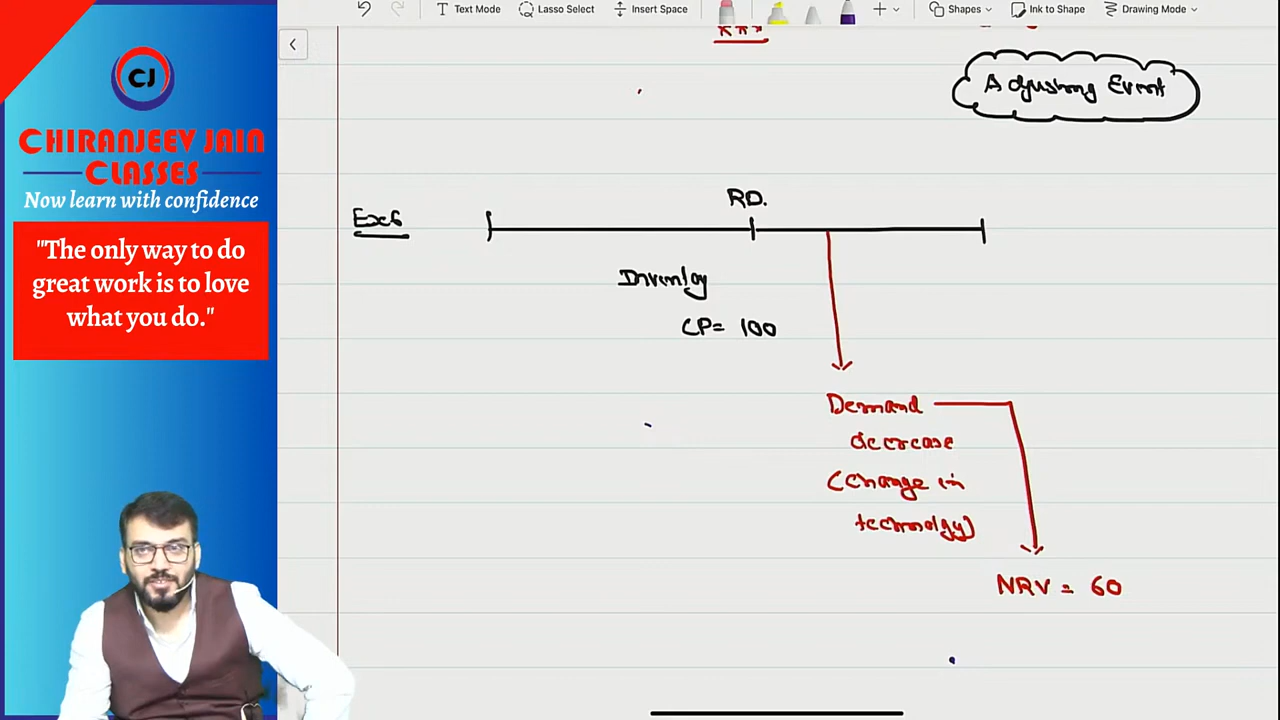 Text Mode Lasso Select Insert Space Shapes Ink to Shape Drawing Mode
***
Adjusting Event
CJ
CHIRANJEEV JAIN
CLASSES
Now learn with confidence
"The only way to do
great work is to love
what you do."
RD.
Ex6
Inventory
CP= 100
Demand
decrease
(change in
technology)
NRV = 60